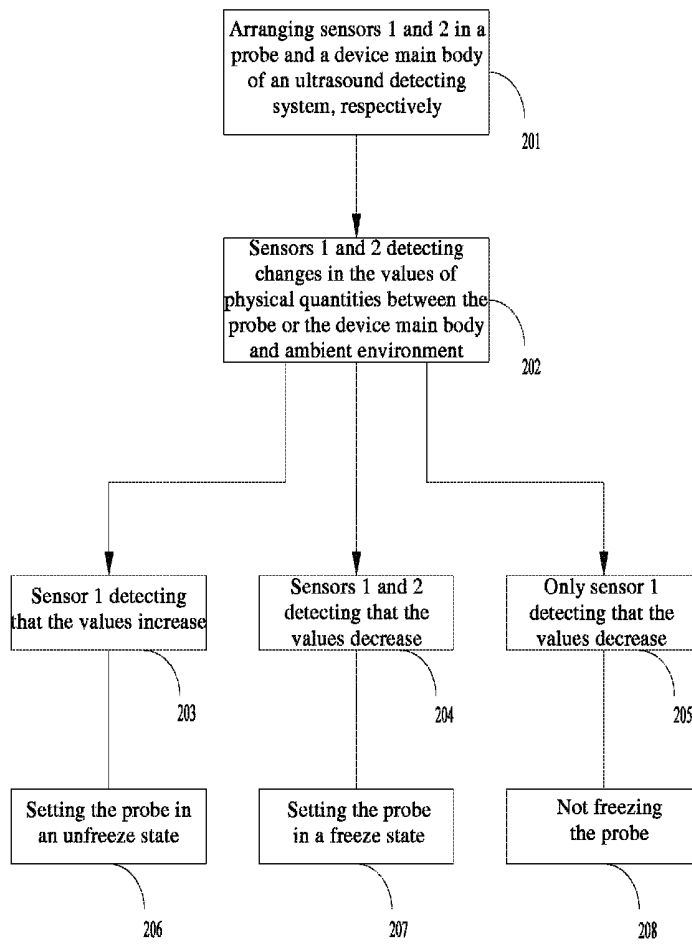 Arranging sensors 1 and 2 in a
probe and a device main body
of an ultrasound detecting
system, respectively
201
Sensors 1 and 2 detecting
changes in the values of
physical quantities between the
probe or the device main body
and ambient environment
202
Sensor 1 detecting
that the values increase
203
Sensors 1 and 2
detecting that the
values decrease
204
Only sensor 1
detecting that the
values decrease
205
Setting the probe in
an unfreeze state
206
Setting the probe
in a freeze state
207
Not freezing
the probe
208